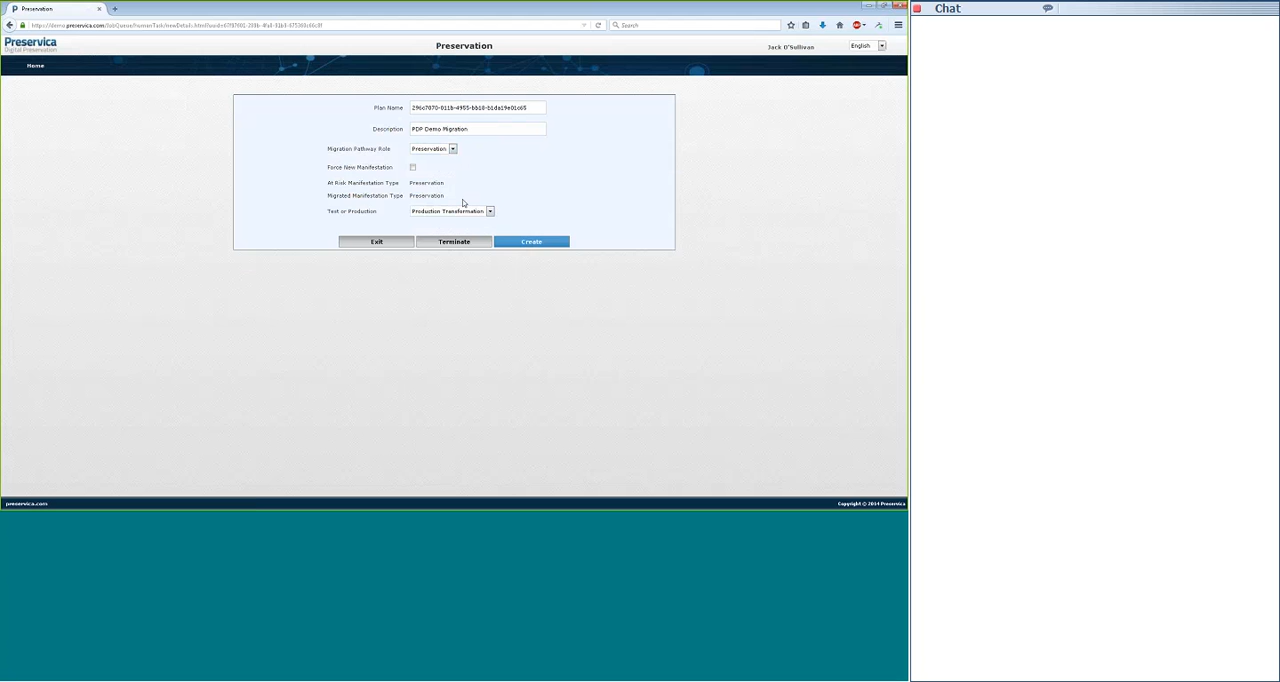 Preservation
Chat
Search
Preservica
Digital Preservation
Preservation
Jack O'Sullivan
English
Home
Plan Name
Description PDP Demo Migration
Migration Pathway Role Preservation
Force New Manifestation
At Risk Manifestation Type Preservation
Migrated Manifestation Type Preservation
Test or Production Production Transformation
Exit Terminate Create
preservica.com
Copyright © 2014 Preservica